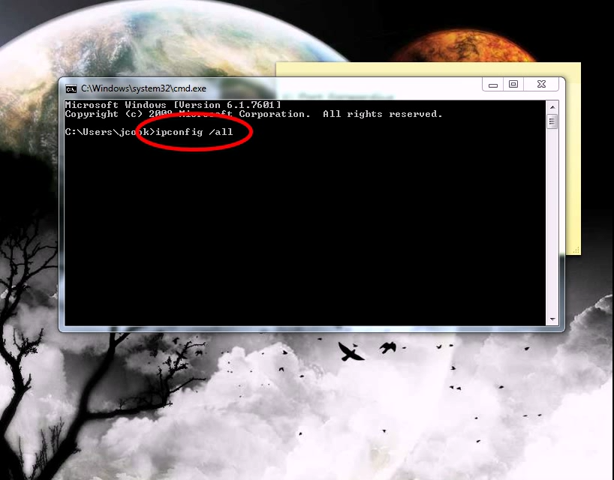 C:\Windows\system32\cmd.exe
Microsoft Windows [Version 6.1.7601]
Copyright (c) 2009 Microsoft Corporation.  All rights reserved.
C:\Users\jcook>ipconfig /all